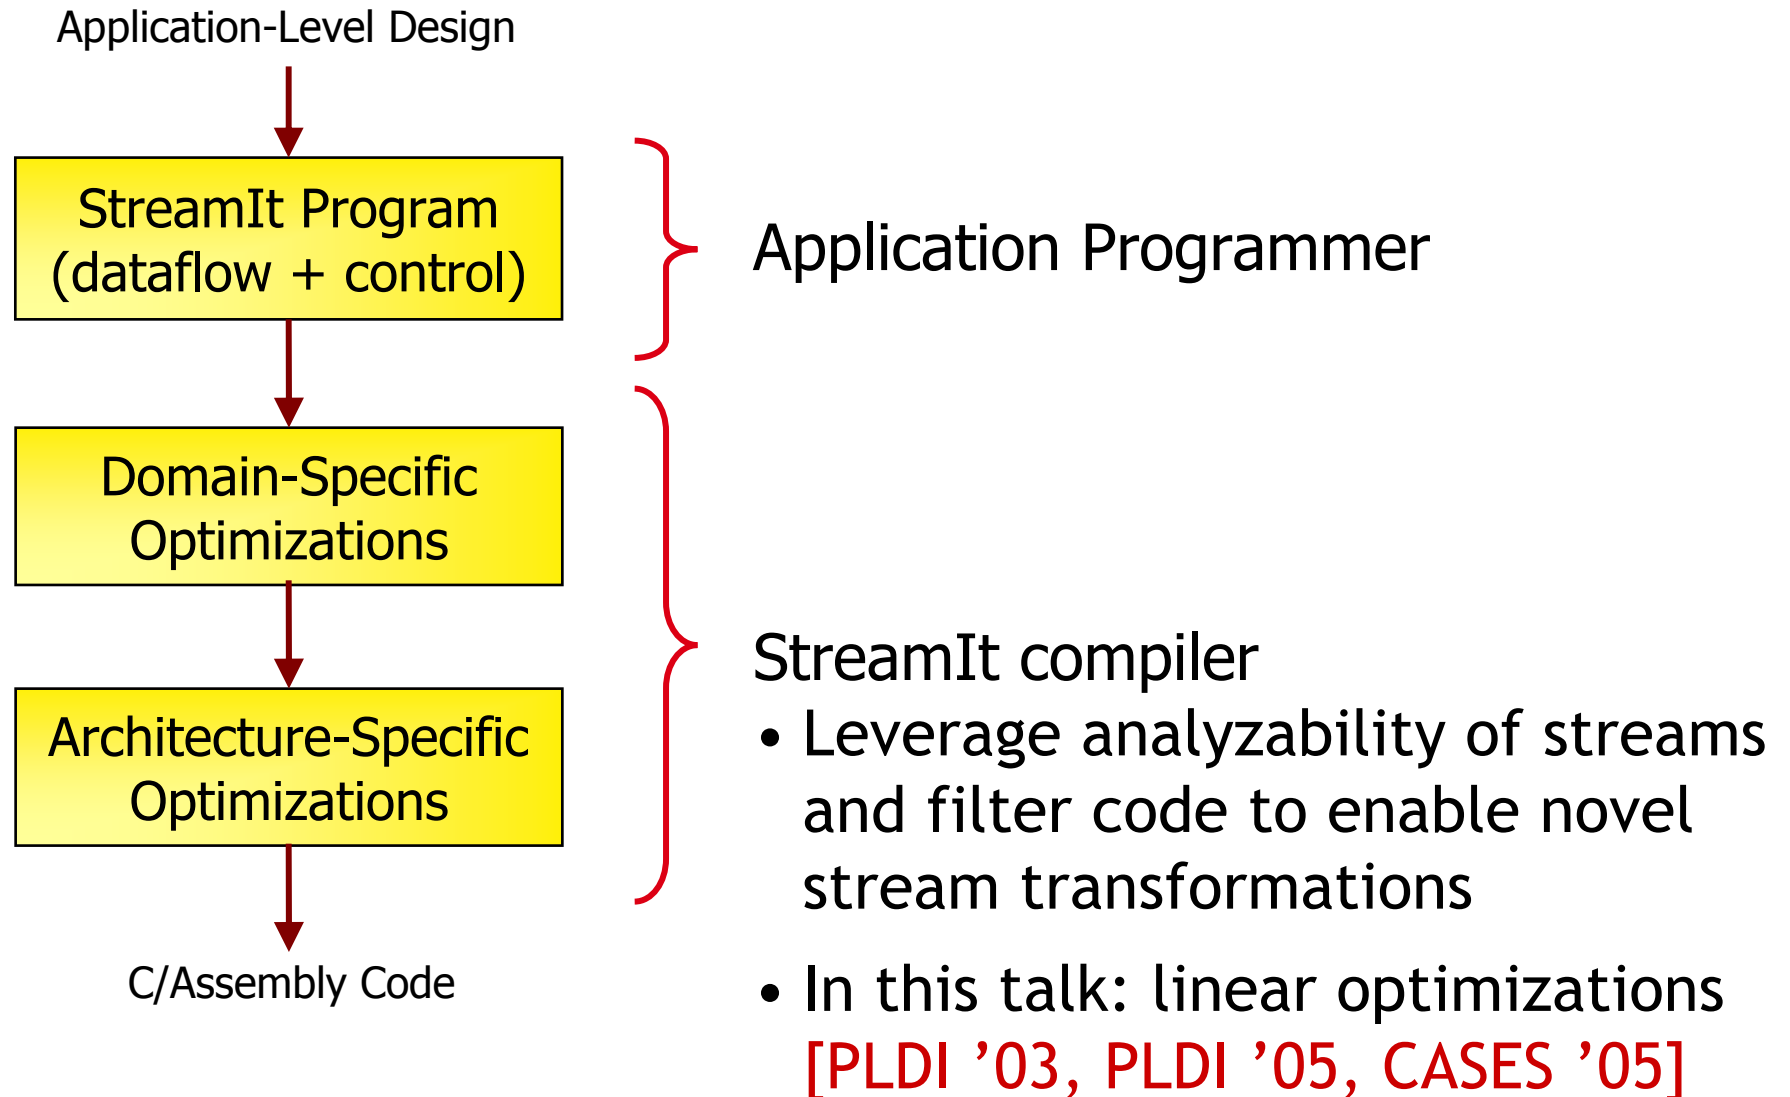 Application-Level Design
StreamIt Program
(dataflow + control)
Application Programmer
Domain-Specific
Optimizations
Architecture-Specific
Optimizations
C/Assembly Code
StreamIt compiler
• Leverage analyzability of streams
and filter code to enable novel
stream transformations
• In this talk: linear optimizations
[PLDI ’03, PLDI ’05, CASES ’05]